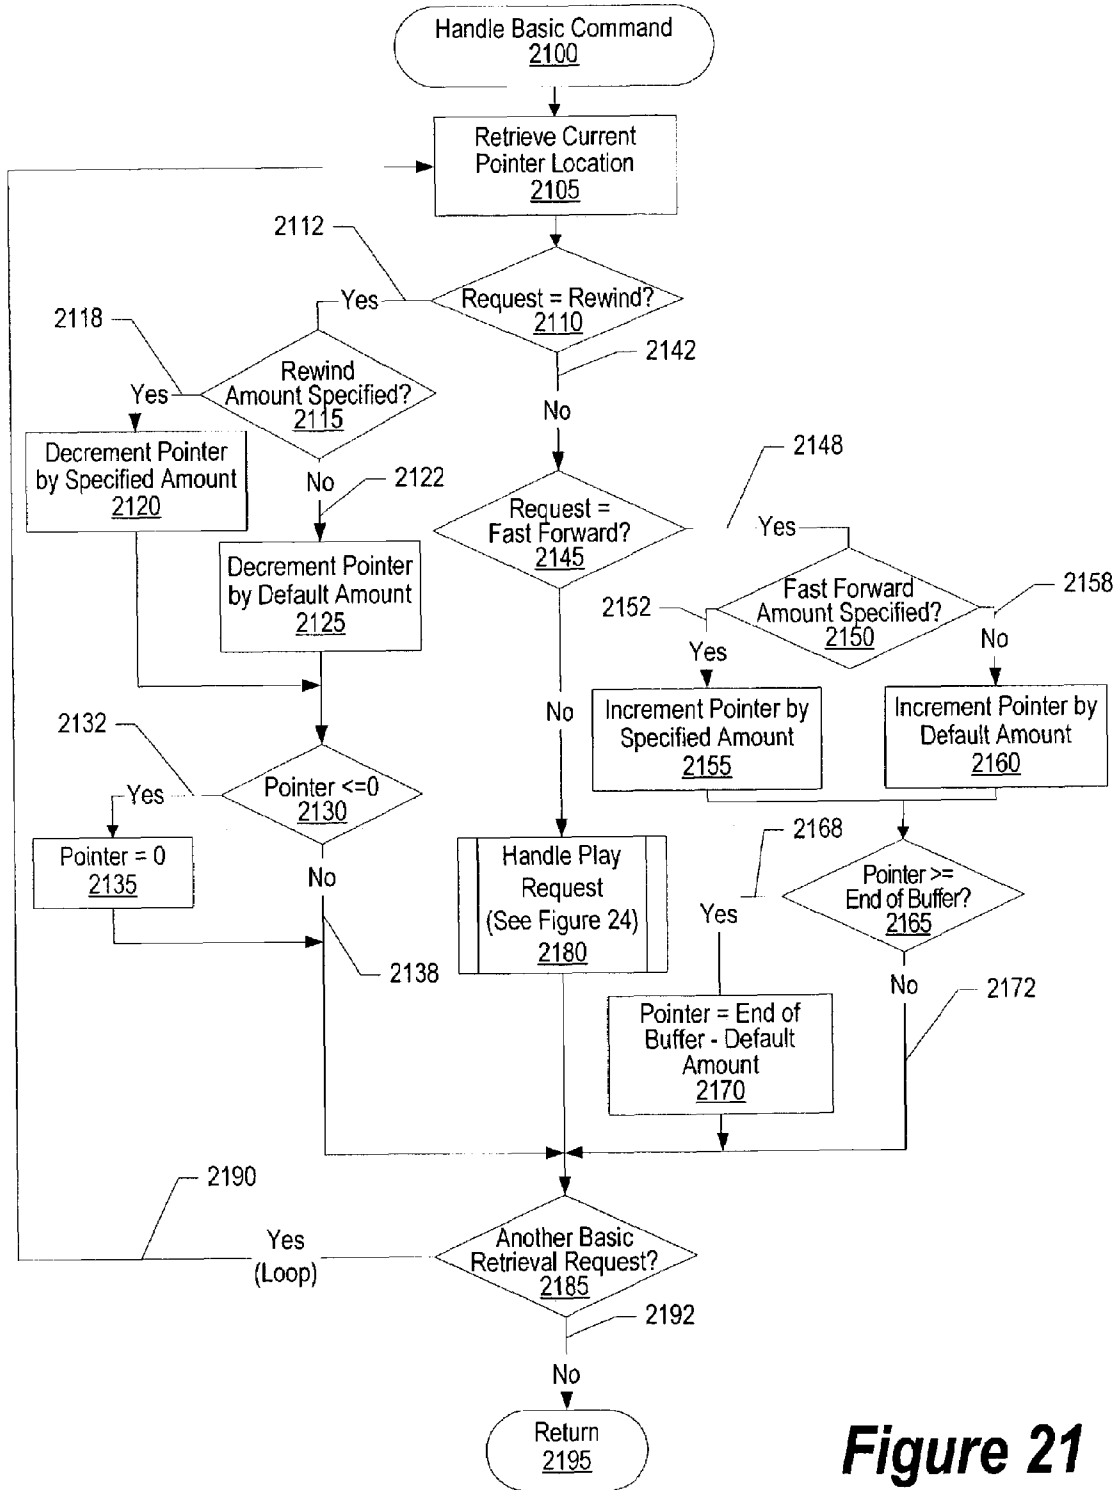 Handle Basic Command
2100
Retrieve Current
Pointer Location
2105
2112
Yes
Request = Rewind?
2110
2142
2118
Rewind
Amount Specified?
2115
Yes
No
Decrement Pointer
by Specified Amount
2120
No
2122
2148
Request =
Fast Forward?
2145
Yes
Decrement Pointer
by Default Amount
2125
Fast Forward
Amount Specified?
2150
2152
2158
Yes
No
No
Increment Pointer by
Specified Amount
2155
Increment Pointer by
Default Amount
2160
2132
Yes
Pointer <=0
2130
Pointer = 0
2135
No
2138
Handle Play
Request
(See Figure 24)
2180
2168
Yes
Pointer >=
End of Buffer?
2165
No
2172
Pointer = End of
Buffer - Default
Amount
2170
2190
Yes
(Loop)
Another Basic
Retrieval Request?
2185
2192
No
Return
2195
Figure 21